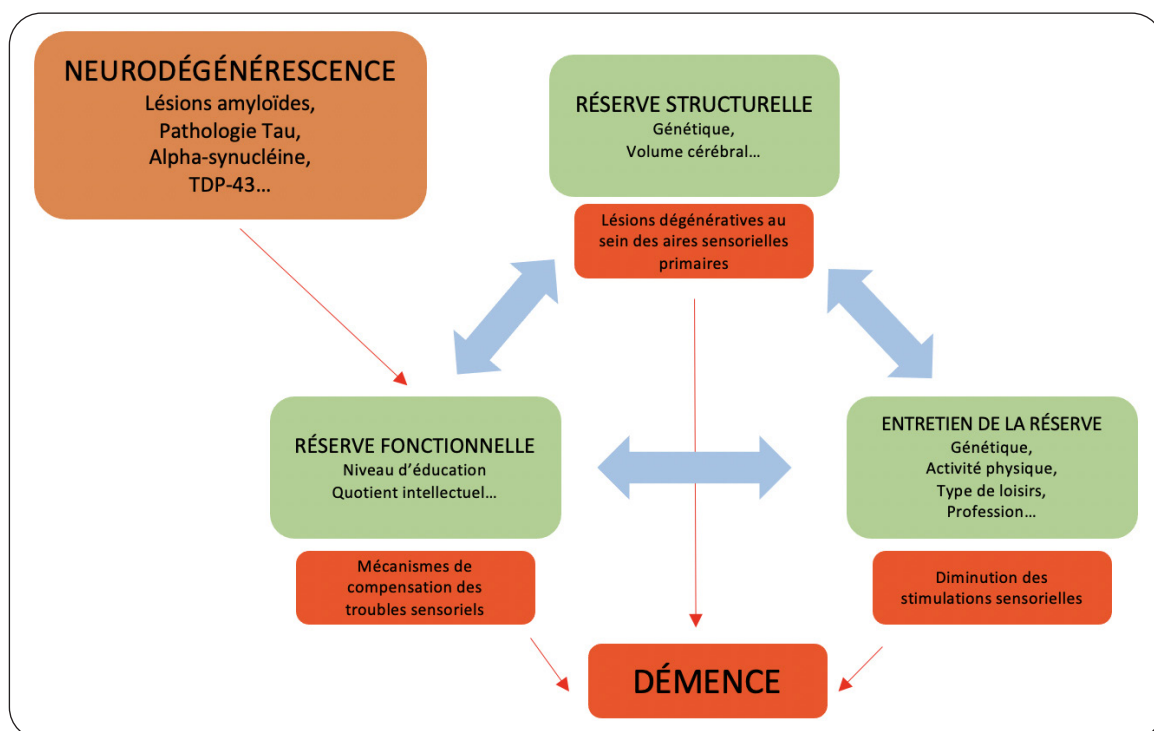 NEURODÉGÉNÉRESCENCE
Lésions amyloïdes,
Pathologie Tau,
Alpha-synucléine,
TDP-43…
RÉSERVE STRUCTURELLE
Génétique,
Volume cérébral…
Lésions dégénératives au
sein des aires sensorielles
primaires
RÉSERVE FONCTIONNELLE
Niveau d’éducation
Quotient intellectuel…
ENTRETIEN DE LA RÉSERVE
Génétique,
Activité physique,
Type de loisirs,
Profession…
Mécanismes de
compensation des
troubles sensoriels
Diminution des
stimulations sensorielles
DÉMENCE